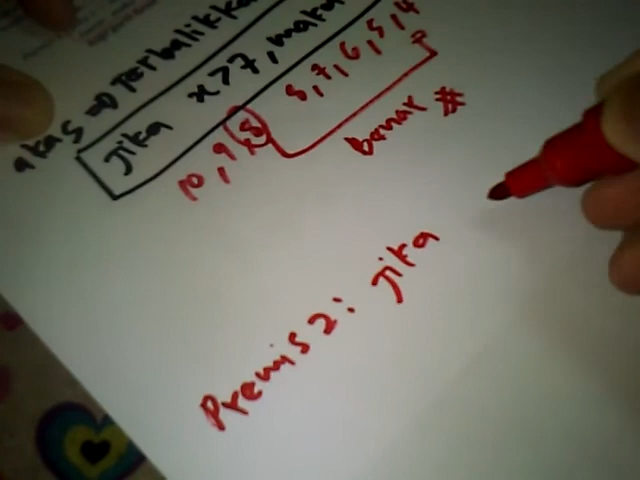 akas => Terbalikka
Jika x > 7, maka
10, 9, 8 8, 7, 6, 5, 4
benar #
Premis 2: Jika